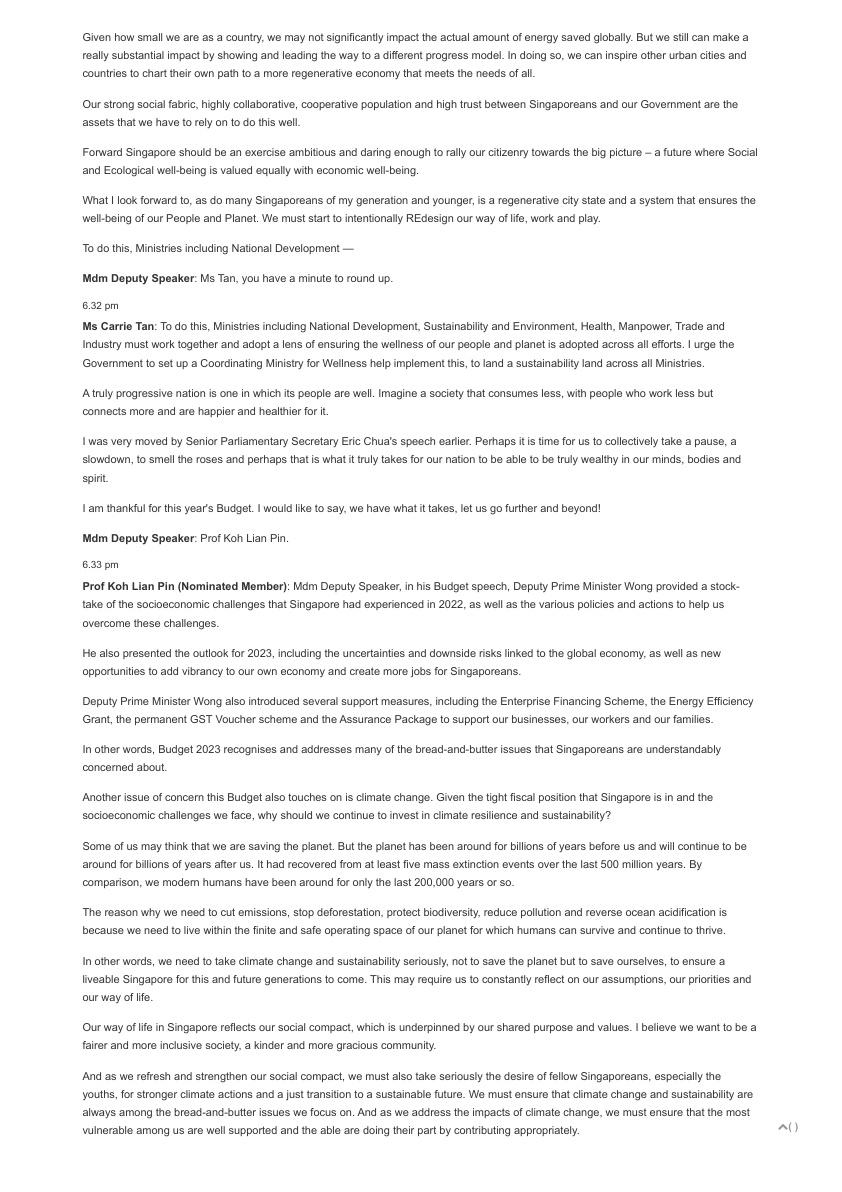 Given how small we are as a country, we may not significantly impact the actual amount of energy saved globally. But we still can make a
really substantial impact by showing and leading the way to a different progress model. In doing so, we can inspire other urban cities and
countries to chart their own path to a more regenerative economy that meets the needs of all.
Our strong social fabric, highly collaborative, cooperative population and high trust between Singaporeans and our Government are the
assets that we have to rely on to do this well.
Forward Singapore should be an exercise ambitious and daring enough to rally our citizenry towards the big picture – a future where Social
and Ecological well-being is valued equally with economic well-being.
What I look forward to, as do many Singaporeans of my generation and younger, is a regenerative city state and a system that ensures the
well-being of our People and Planet. We must start to intentionally REdesign our way of life, work and play.
To do this, Ministries including National Development —
Mdm Deputy Speaker: Ms Tan, you have a minute to round up.
6.32 pm
Ms Carrie Tan: To do this, Ministries including National Development, Sustainability and Environment, Health, Manpower, Trade and
Industry must work together and adopt a lens of ensuring the wellness of our people and planet is adopted across all efforts. I urge the
Government to set up a Coordinating Ministry for Wellness help implement this, to land a sustainability land across all Ministries.
A truly progressive nation is one in which its people are well. Imagine a society that consumes less, with people who work less but
connects more and are happier and healthier for it.
I was very moved by Senior Parliamentary Secretary Eric Chua's speech earlier. Perhaps it is time for us to collectively take a pause, a
slowdown, to smell the roses and perhaps that is what it truly takes for our nation to be able to be truly wealthy in our minds, bodies and
spirit.
I am thankful for this year's Budget. I would like to say, we have what it takes, let us go further and beyond!
Mdm Deputy Speaker: Prof Koh Lian Pin.
6.33 pm
Prof Koh Lian Pin (Nominated Member): Mdm Deputy Speaker, in his Budget speech, Deputy Prime Minister Wong provided a stock-
take of the socioeconomic challenges that Singapore had experienced in 2022, as well as the various policies and actions to help us
overcome these challenges.
He also presented the outlook for 2023, including the uncertainties and downside risks linked to the global economy, as well as new
opportunities to add vibrancy to our own economy and create more jobs for Singaporeans.
Deputy Prime Minister Wong also introduced several support measures, including the Enterprise Financing Scheme, the Energy Efficiency
Grant, the permanent GST Voucher scheme and the Assurance Package to support our businesses, our workers and our families.
In other words, Budget 2023 recognises and addresses many of the bread-and-butter issues that Singaporeans are understandably
concerned about.
Another issue of concern this Budget also touches on is climate change. Given the tight fiscal position that Singapore is in and the
socioeconomic challenges we face, why should we continue to invest in climate resilience and sustainability?
Some of us may think that we are saving the planet. But the planet has been around for billions of years before us and will continue to be
around for billions of years after us. It had recovered from at least five mass extinction events over the last 500 million years. By
comparison, we modern humans have been around for only the last 200,000 years or so.
The reason why we need to cut emissions, stop deforestation, protect biodiversity, reduce pollution and reverse ocean acidification is
because we need to live within the finite and safe operating space of our planet for which humans can survive and continue to thrive.
In other words, we need to take climate change and sustainability seriously, not to save the planet but to save ourselves, to ensure a
liveable Singapore for this and future generations to come. This may require us to constantly reflect on our assumptions, our priorities and
our way of life.
Our way of life in Singapore reflects our social compact, which is underpinned by our shared purpose and values. I believe we want to be a
fairer and more inclusive society, a kinder and more gracious community.
And as we refresh and strengthen our social compact, we must also take seriously the desire of fellow Singaporeans, especially the
youths, for stronger climate actions and a just transition to a sustainable future. We must ensure that climate change and sustainability are
always among the bread-and-butter issues we focus on. And as we address the impacts of climate change, we must ensure that the most
vulnerable among us are well supported and the able are doing their part by contributing appropriately.
( )